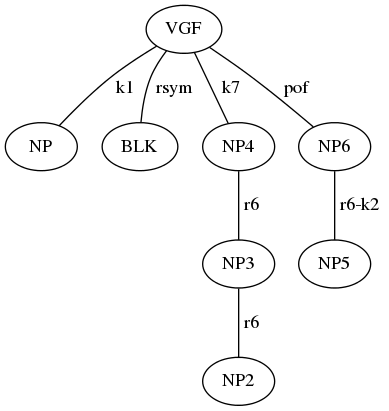 VGF
k1 rsym k7 pof
NP BLK NP4 NP6
r6 r6-k2
NP3 NP5
r6
NP2